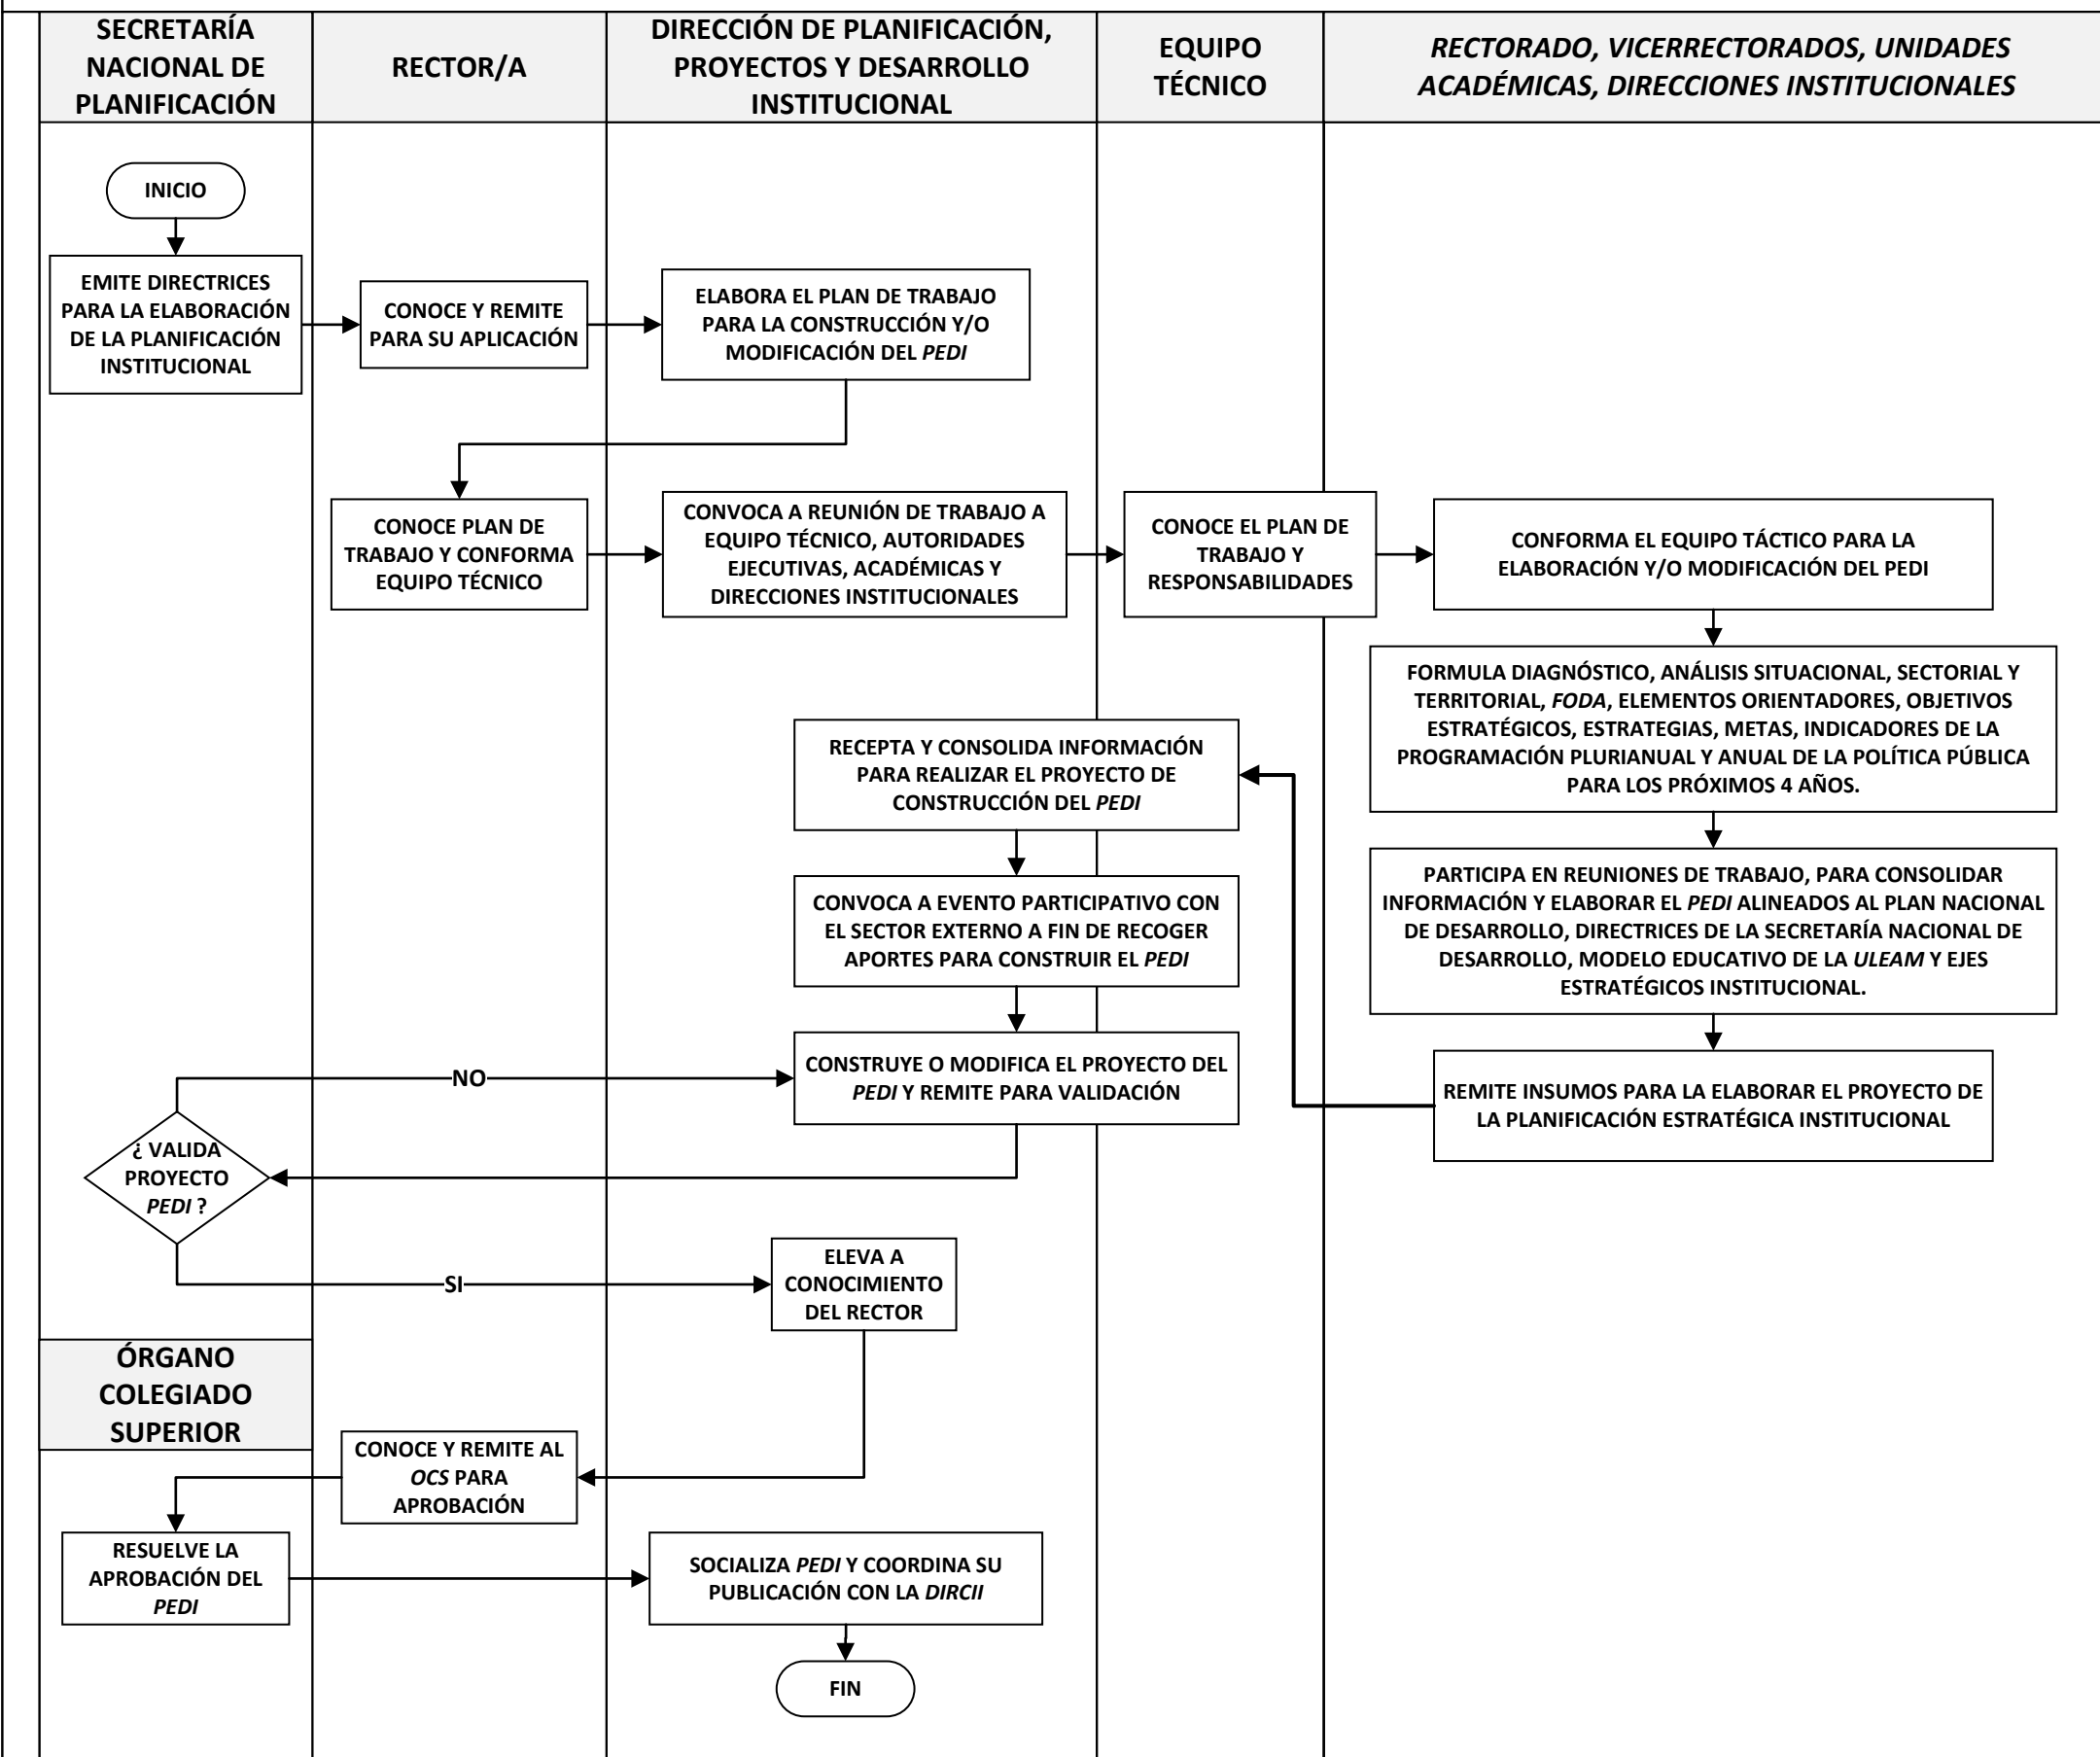 SECRETARÍA
NACIONAL DE
PLANIFICACIÓN
RECTOR/A
DIRECCIÓN DE PLANIFICACIÓN,
PROYECTOS Y DESARROLLO
INSTITUCIONAL
EQUIPO
TÉCNICO
RECTORADO, VICERRECTORADOS, UNIDADES
ACADÉMICAS, DIRECCIONES INSTITUCIONALES
INICIO
EMITE DIRECTRICES
PARA LA ELABORACIÓN
DE LA PLANIFICACIÓN
INSTITUCIONAL
CONOCE Y REMITE
PARA SU APLICACIÓN
ELABORA EL PLAN DE TRABAJO
PARA LA CONSTRUCCIÓN Y/O
MODIFICACIÓN DEL PEDI
CONOCE PLAN DE
TRABAJO Y CONFORMA
EQUIPO TÉCNICO
CONVOCA A REUNIÓN DE TRABAJO A
EQUIPO TÉCNICO, AUTORIDADES
EJECUTIVAS, ACADÉMICAS Y
DIRECCIONES INSTITUCIONALES
CONOCE EL PLAN DE
TRABAJO Y
RESPONSABILIDADES
CONFORMA EL EQUIPO TÁCTICO PARA LA
ELABORACIÓN Y/O MODIFICACIÓN DEL PEDI
FORMULA DIAGNÓSTICO, ANÁLISIS SITUACIONAL, SECTORIAL Y
TERRITORIAL, FODA, ELEMENTOS ORIENTADORES, OBJETIVOS
ESTRATÉGICOS, ESTRATEGIAS, METAS, INDICADORES DE LA
PROGRAMACIÓN PLURIANUAL Y ANUAL DE LA POLÍTICA PÚBLICA
PARA LOS PRÓXIMOS 4 AÑOS.
PARTICIPA EN REUNIONES DE TRABAJO, PARA CONSOLIDAR
INFORMACIÓN Y ELABORAR EL PEDI ALINEADOS AL PLAN NACIONAL
DE DESARROLLO, DIRECTRICES DE LA SECRETARÍA NACIONAL DE
DESARROLLO, MODELO EDUCATIVO DE LA ULEAM Y EJES
ESTRATÉGICOS INSTITUCIONAL.
REMITE INSUMOS PARA LA ELABORAR EL PROYECTO DE
LA PLANIFICACIÓN ESTRATÉGICA INSTITUCIONAL
RECEPTA Y CONSOLIDA INFORMACIÓN
PARA REALIZAR EL PROYECTO DE
CONSTRUCCIÓN DEL PEDI
CONVOCA A EVENTO PARTICIPATIVO CON
EL SECTOR EXTERNO A FIN DE RECOGER
APORTES PARA CONSTRUIR EL PEDI
CONSTRUYE O MODIFICA EL PROYECTO DEL
PEDI Y REMITE PARA VALIDACIÓN
NO
¿ VALIDA
PROYECTO
PEDI ?
SI
ELEVA A
CONOCIMIENTO
DEL RECTOR
ÓRGANO
COLEGIADO
SUPERIOR
CONOCE Y REMITE AL
OCS PARA
APROBACIÓN
RESUELVE LA
APROBACIÓN DEL
PEDI
SOCIALIZA PEDI Y COORDINA SU
PUBLICACIÓN CON LA DIRCII
FIN